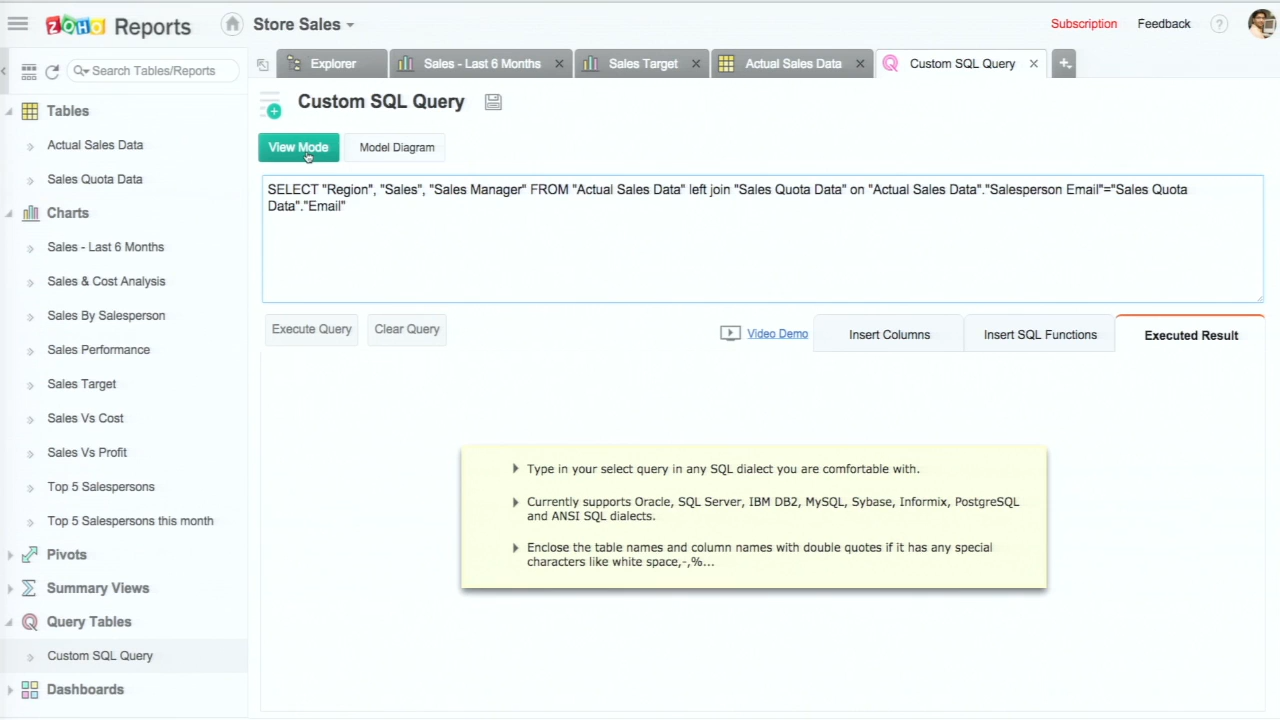 ZOHO Reports
Store Sales
Subscription
Feedback
?
Search Tables/Reports
Explorer
Sales - Last 6 Months
Sales Target
Actual Sales Data
Custom SQL Query
Tables
Actual Sales Data
Sales Quota Data
Charts
Sales - Last 6 Months
Sales & Cost Analysis
Sales By Salesperson
Sales Performance
Sales Target
Sales Vs Cost
Sales Vs Profit
Top 5 Salespersons
Top 5 Salespersons this month
Pivots
Summary Views
Query Tables
Custom SQL Query
Dashboards
Custom SQL Query
View Mode
Model Diagram
SELECT "Region", "Sales", "Sales Manager" FROM "Actual Sales Data" left join "Sales Quota Data" on "Actual Sales Data"."Salesperson Email"="Sales Quota
Data"."Email"
Execute Query
Clear Query
Video Demo
Insert Columns
Insert SQL Functions
Executed Result
Type in your select query in any SQL dialect you are comfortable with.
Currently supports Oracle, SQL Server, IBM DB2, MySQL, Sybase, Informix, PostgreSQL
and ANSI SQL dialects.
Enclose the table names and column names with double quotes if it has any special
characters like white space,-,%...